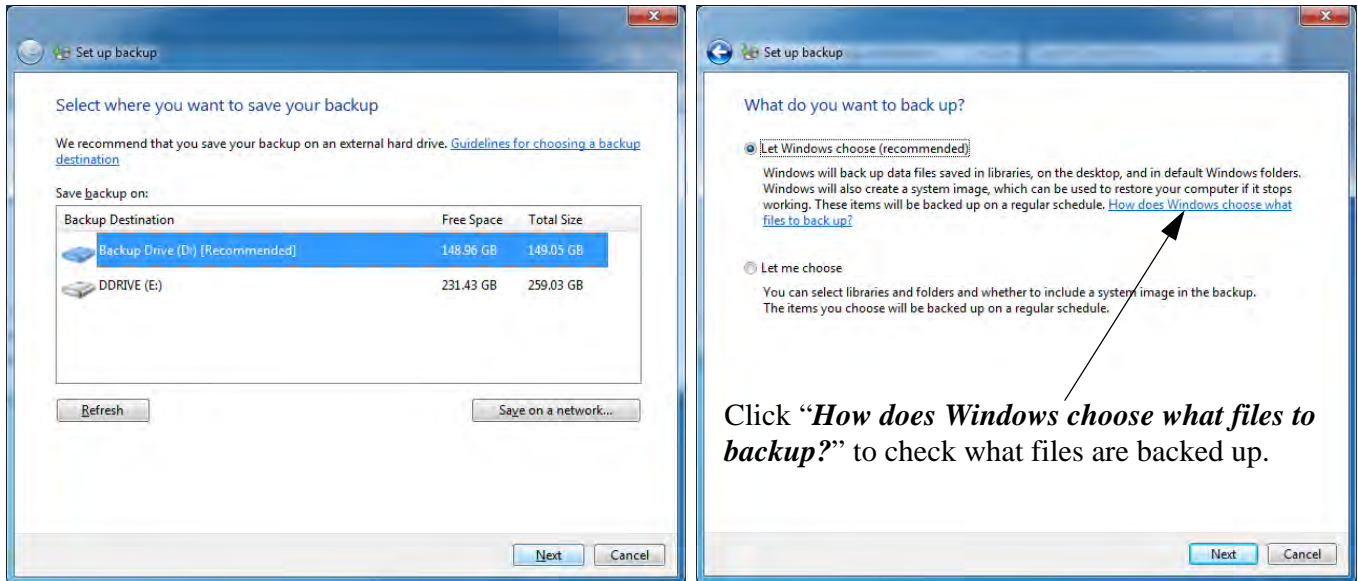 Set up backup
Select where you want to save your backup
We recommend that you save your backup on an external hard drive. Guidelines for choosing a backup
destination
Save backup on:
Backup Destination Free Space Total Size
Backup Drive (D:) [Recommended] 148.96 GB 149.05 GB
DDRIVE (E:) 231.43 GB 259.03 GB
Refresh Save on a network...
Next Cancel
Set up backup
What do you want to back up?
Let Windows choose (recommended)
Windows will back up data files saved in libraries, on the desktop, and in default Windows folders.
Windows will also create a system image, which can be used to restore your computer if it stops
working. These items will be backed up on a regular schedule. How does Windows choose what
files to back up?
Let me choose
You can select libraries and folders and whether to include a system image in the backup.
The items you choose will be backed up on a regular schedule.
Click “How does Windows choose what files to
backup?” to check what files are backed up.
Next Cancel